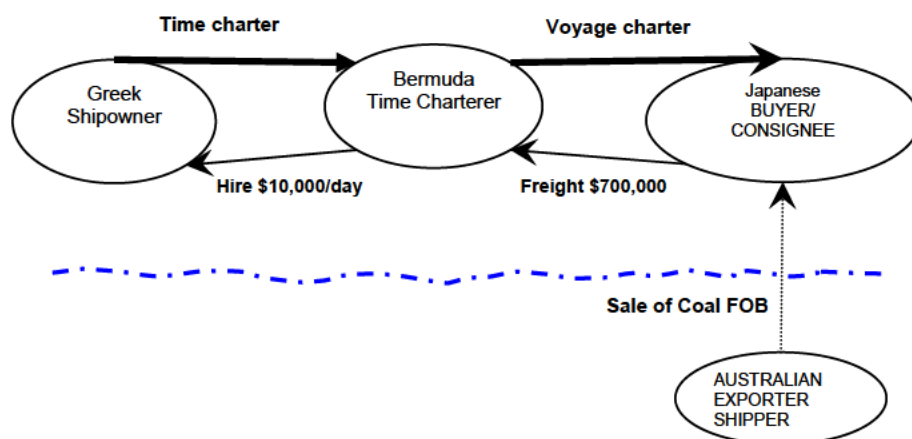 Time charter
Voyage charter
Greek
Shipowner
Bermuda
Time Charterer
Japanese
BUYER/
CONSIGNEE
Hire $10,000/day
Freight $700,000
Sale of Coal FOB
AUSTRALIAN
EXPORTER
SHIPPER